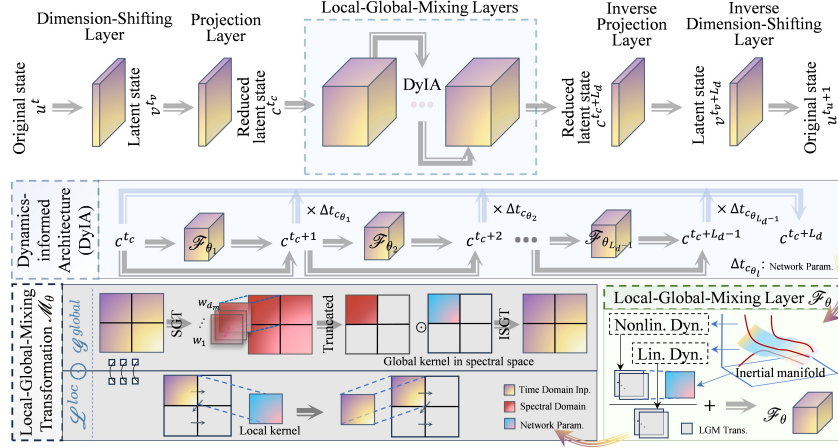 Dimension-Shifting
Layer
Projection
Layer
Local-Global-Mixing Layers
Inverse
Projection
Layer
Inverse
Dimension-Shifting
Layer
Original state
u^t
Latent state
v^{t_v}
Reduced
latent state
c^{t_c}
DyIA
Reduced
latent state
c^{t_c+L_d}
Latent state
v^{t_v+L_d}
Original state
u^{t_u+1}
Dynamics-
informed
Architecture
(DyIA)
c^{t_c}
ℱ_{θ_1}
c^{t_c+1}
× Δt_{c_{θ_1}}
ℱ_{θ_2}
c^{t_c+2}
× Δt_{c_{θ_2}}
ℱ_{θ_{L_d-1}}
c^{t_c+L_d-1}
× Δt_{c_{θ_{L_d-1}}}
c^{t_c+L_d}
Δt_{c_{θ_l}}: Network Param.
Local-Global-Mixing
Transformation ℳ_θ
ℒ^{loc} ⊙ 𝒢^{global}
SGT
w_{d_m}
w_1
Truncated
⊙
ISGT
Global kernel in spectral space
Local kernel
Time Domain Inp.
Spectral Domain
Network Param.
Local-Global-Mixing Layer ℱ_θ
Nonlin. Dyn.
Lin. Dyn.
Inertial manifold
+
ℱ_θ
LGM Trans.